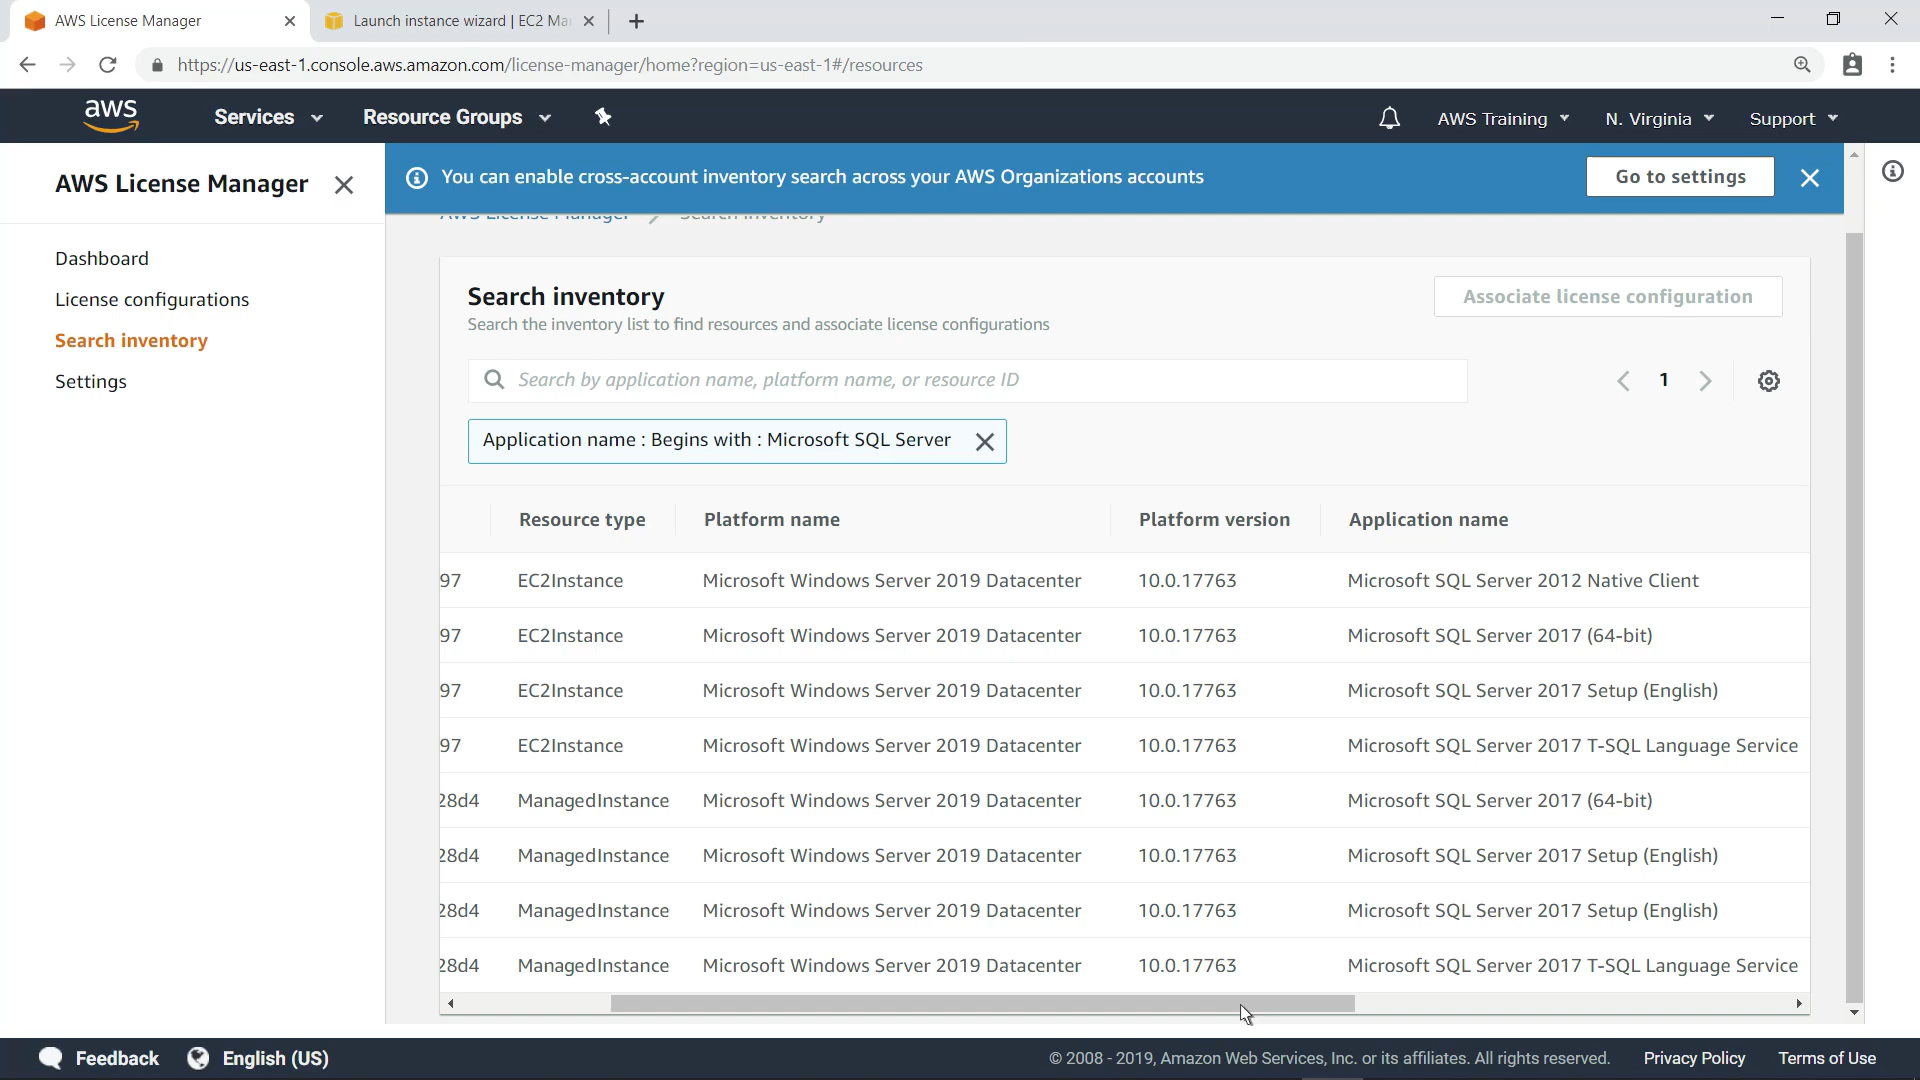 AWS License Manager
Launch instance wizard | EC2 Ma
https://us-east-1.console.aws.amazon.com/license-manager/home?region=us-east-1#/resources
aws
Services
Resource Groups
AWS Training
N. Virginia
Support
AWS License Manager
You can enable cross-account inventory search across your AWS Organizations accounts
Go to settings
AWS License Manager
Search inventory
Dashboard
License configurations
Search inventory
Settings
Search inventory
Search the inventory list to find resources and associate license configurations
Associate license configuration
Search by application name, platform name, or resource ID
1
Application name : Begins with : Microsoft SQL Server
Resource type Platform name Platform version Application name
97 EC2Instance Microsoft Windows Server 2019 Datacenter 10.0.17763 Microsoft SQL Server 2012 Native Client
97 EC2Instance Microsoft Windows Server 2019 Datacenter 10.0.17763 Microsoft SQL Server 2017 (64-bit)
97 EC2Instance Microsoft Windows Server 2019 Datacenter 10.0.17763 Microsoft SQL Server 2017 Setup (English)
97 EC2Instance Microsoft Windows Server 2019 Datacenter 10.0.17763 Microsoft SQL Server 2017 T-SQL Language Service
28d4 ManagedInstance Microsoft Windows Server 2019 Datacenter 10.0.17763 Microsoft SQL Server 2017 (64-bit)
28d4 ManagedInstance Microsoft Windows Server 2019 Datacenter 10.0.17763 Microsoft SQL Server 2017 Setup (English)
28d4 ManagedInstance Microsoft Windows Server 2019 Datacenter 10.0.17763 Microsoft SQL Server 2017 Setup (English)
28d4 ManagedInstance Microsoft Windows Server 2019 Datacenter 10.0.17763 Microsoft SQL Server 2017 T-SQL Language Service
Feedback
English (US)
© 2008 - 2019, Amazon Web Services, Inc. or its affiliates. All rights reserved.
Privacy Policy
Terms of Use